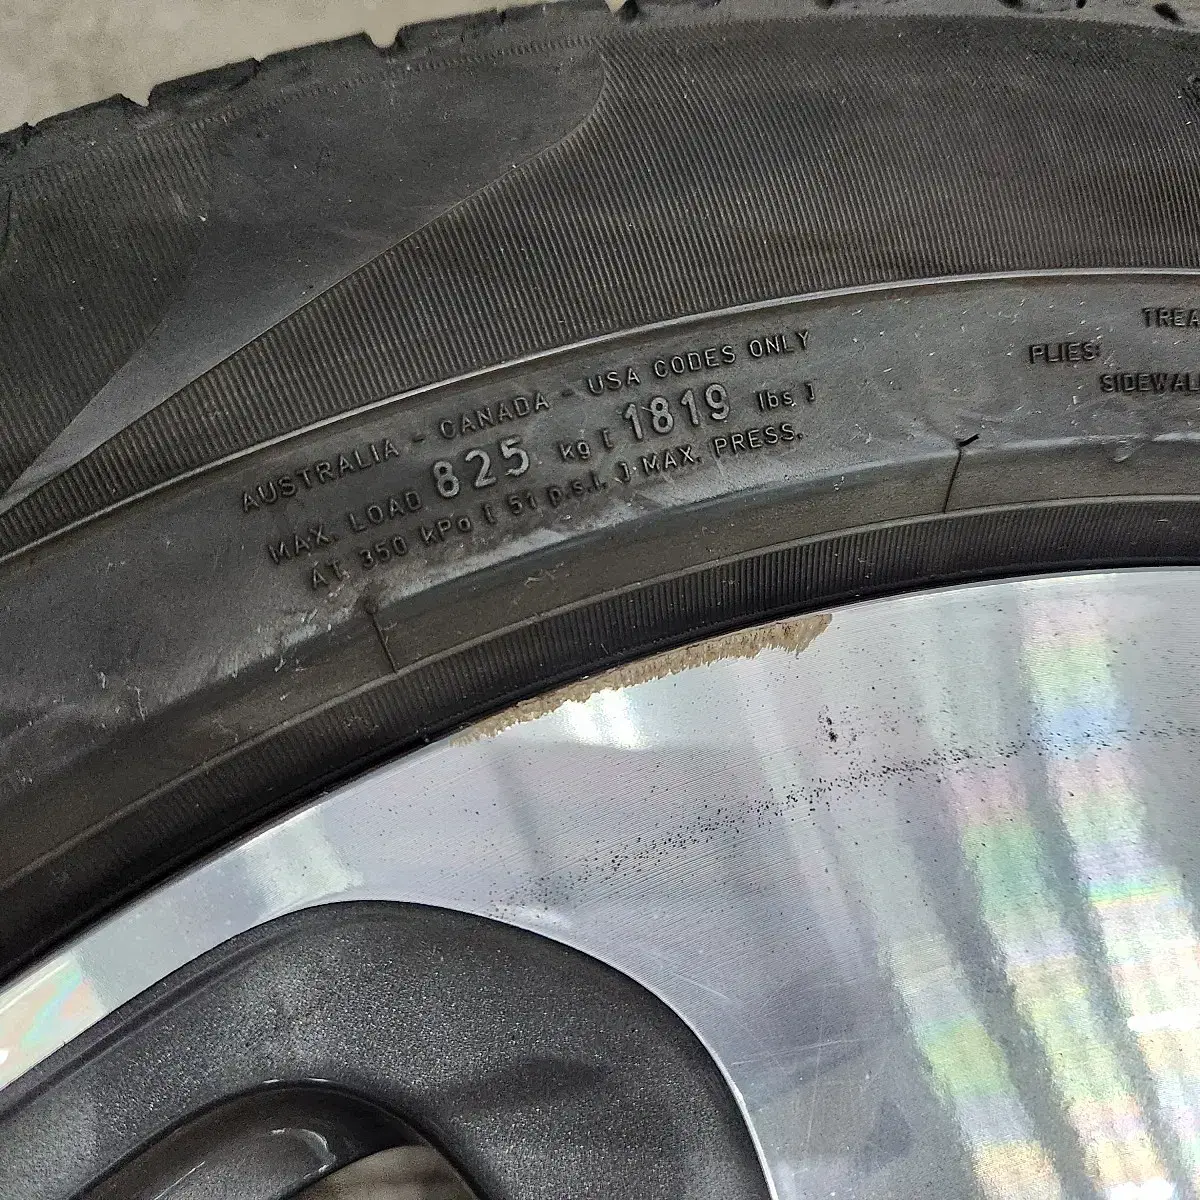 AUSTRALIA - CANADA - USA CODES ONLY
MAX. LOAD 825 kg [ 1819 lbs ]
AT 350 kPa [ 51 p.s.i. ] MAX. PRESS.
PLIES:
SIDEWAL
TREA